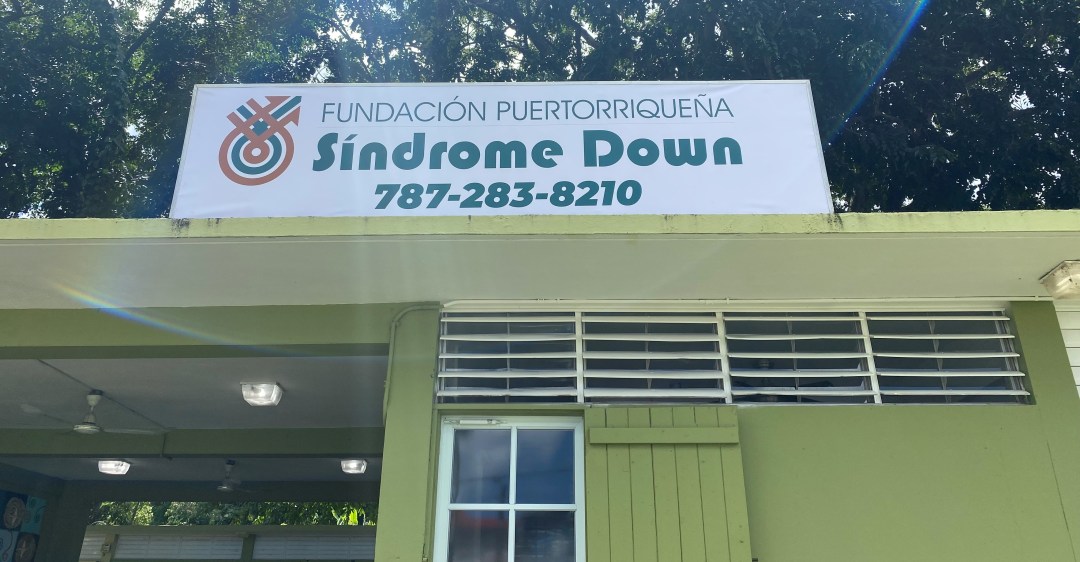 FUNDACIÓN PUERTORRIQUEÑA
Síndrome Down
787-283-8210